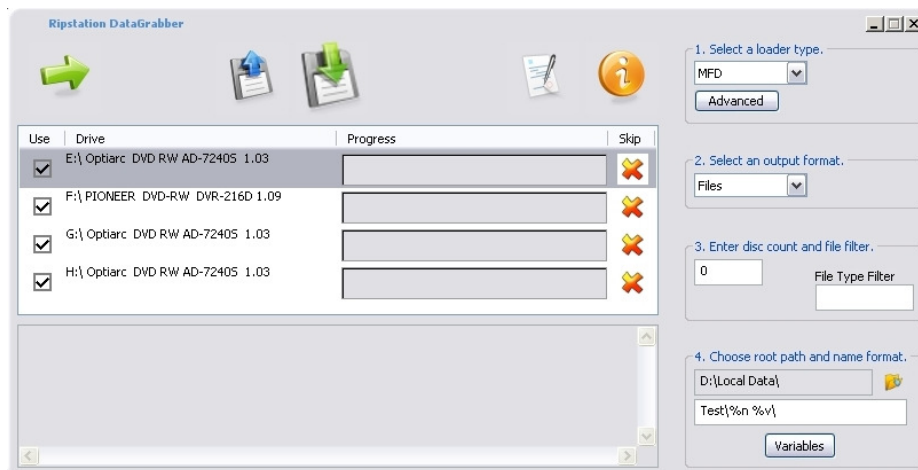 Ripstation DataGrabber
1. Select a loader type.
MFD
Advanced
Use Drive Progress Skip
E:\ Optiarc DVD RW AD-7240S 1.03
F:\ PIONEER DVD-RW DVR-216D 1.09
G:\ Optiarc DVD RW AD-7240S 1.03
H:\ Optiarc DVD RW AD-7240S 1.03
2. Select an output format.
Files
3. Enter disc count and file filter.
0
File Type Filter
4. Choose root path and name format.
D:\Local Data\
Test\%n %v\
Variables